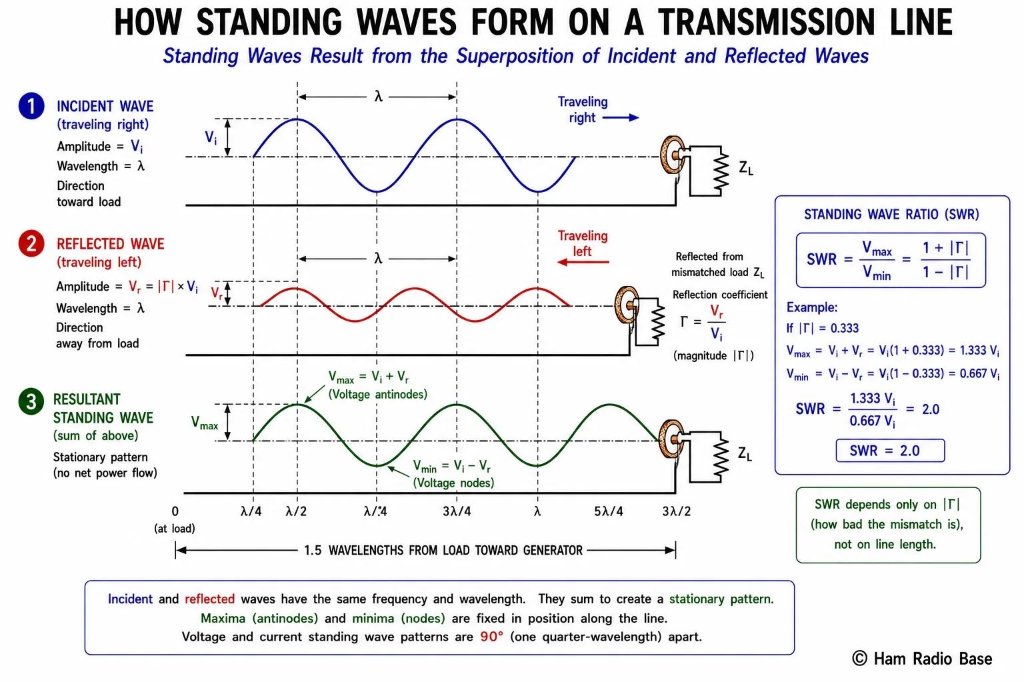 HOW STANDING WAVES FORM ON A TRANSMISSION LINE
Standing Waves Result from the Superposition of Incident and Reflected Waves
1
INCIDENT WAVE
(traveling right)
Amplitude = Vi
Wavelength = λ
Direction
toward load
Vi
λ
Traveling
right
ZL
2
REFLECTED WAVE
(traveling left)
Amplitude = Vr = |Γ| × Vi
Wavelength = λ
Direction
away from load
Vr
λ
Traveling
left
Reflected from
mismatched load ZL
Reflection coefficient
Γ = Vr / Vi
(magnitude |Γ|)
3
RESULTANT
STANDING WAVE
(sum of above)
Stationary pattern
(no net power flow)
Vmax
Vmax = Vi + Vr
(Voltage antinodes)
Vmin = Vi − Vr
(Voltage nodes)
ZL
0 λ/4 λ/2 3λ/4 λ 5λ/4 3λ/2
(at load)
1.5 WAVELENGTHS FROM LOAD TOWARD GENERATOR
STANDING WAVE RATIO (SWR)
SWR = Vmax / Vmin = 1 + |Γ| / 1 − |Γ|
Example:
If |Γ| = 0.333
Vmax = Vi + Vr = Vi(1 + 0.333) = 1.333 Vi
Vmin = Vi − Vr = Vi(1 − 0.333) = 0.667 Vi
SWR = 1.333 Vi / 0.667 Vi = 2.0
SWR = 2.0
SWR depends only on |Γ|
(how bad the mismatch is),
not on line length.
Incident and reflected waves have the same frequency and wavelength. They sum to create a stationary pattern.
Maxima (antinodes) and minima (nodes) are fixed in position along the line.
Voltage and current standing wave patterns are 90° (one quarter-wavelength) apart.
© Ham Radio Base